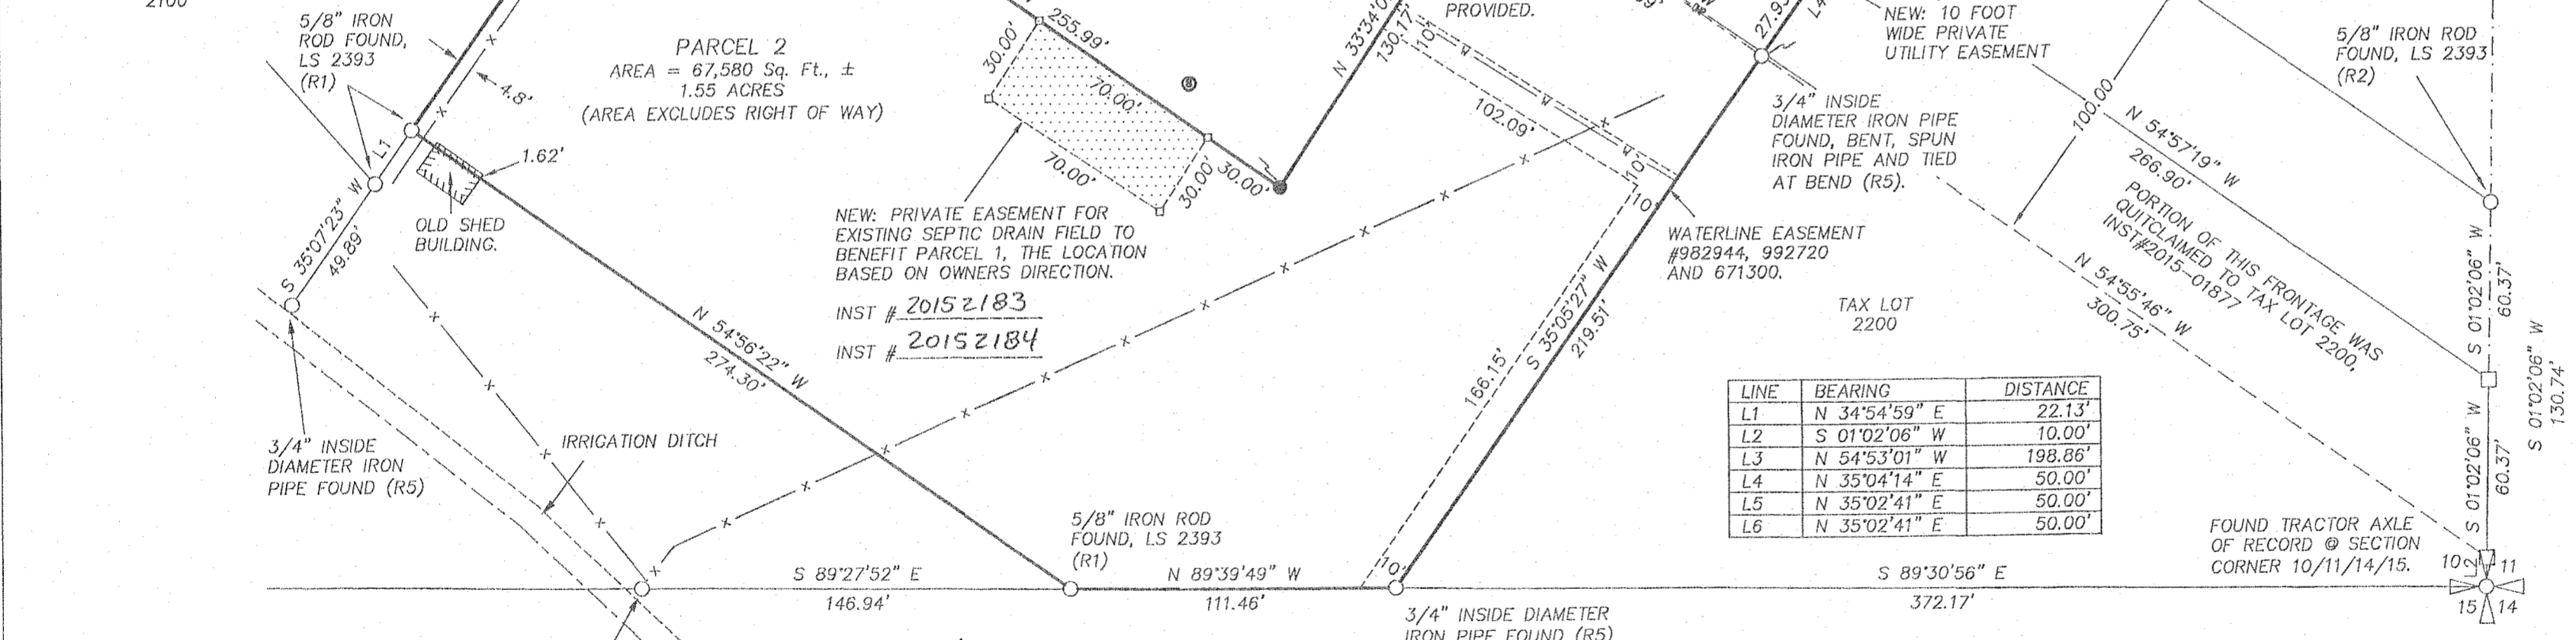 2100
5/8" IRON
ROD FOUND,
LS 2393
(R1)
4.8'
PARCEL 2
AREA = 67,580 Sq. Ft., ±
1.55 ACRES
(AREA EXCLUDES RIGHT OF WAY)
255.99'
30.00'
70.00'
70.00'
30.00'
30.00'
8
N 33°34'0
130.17'
10'
PROVIDED.
27.93
L4
NEW: 10 FOOT
WIDE PRIVATE
UTILITY EASEMENT
5/8" IRON ROD
FOUND, LS 2393
(R2)
100.00
L1
1.62'
OLD SHED
BUILDING.
S 35°07'23" W
49.89'
NEW: PRIVATE EASEMENT FOR
EXISTING SEPTIC DRAIN FIELD TO
BENEFIT PARCEL 1, THE LOCATION
BASED ON OWNERS DIRECTION.
INST # 20152183
INST # 20152184
102.09'
10'
10'
3/4" INSIDE
DIAMETER IRON PIPE
FOUND, BENT, SPUN
IRON PIPE AND TIED
AT BEND (R5).
WATERLINE EASEMENT
#982944, 992720
AND 671300.
N 54°57'19" W
266.90'
PORTION OF THIS FRONTAGE WAS
QUITCLAIMED TO TAX LOT 2200,
INST#2015-01877
N 54°55'46" W
300.75'
S 01°02'06" W
60.37'
S 01°02'06" W
130.74'
S 01°02'06" W
60.37'
TAX LOT
2200
N 54°56'22" W
274.30'
166.15'
S 35°05'27" W
219.51'
LINE BEARING DISTANCE
L1 N 34°54'59" E 22.13'
L2 S 01°02'06" W 10.00'
L3 N 54°53'01" W 198.86'
L4 N 35°04'14" E 50.00'
L5 N 35°02'41" E 50.00'
L6 N 35°02'41" E 50.00'
3/4" INSIDE
DIAMETER IRON
PIPE FOUND (R5)
IRRIGATION DITCH
5/8" IRON ROD
FOUND, LS 2393
(R1)
FOUND TRACTOR AXLE
OF RECORD @ SECTION
CORNER 10/11/14/15.
10 L2 11
15 14
S 89°27'52" E
146.94'
N 89°39'49" W
111.46'
10'
S 89°30'56" E
372.17'
3/4" INSIDE DIAMETER
IRON PIPE FOUND (R5)